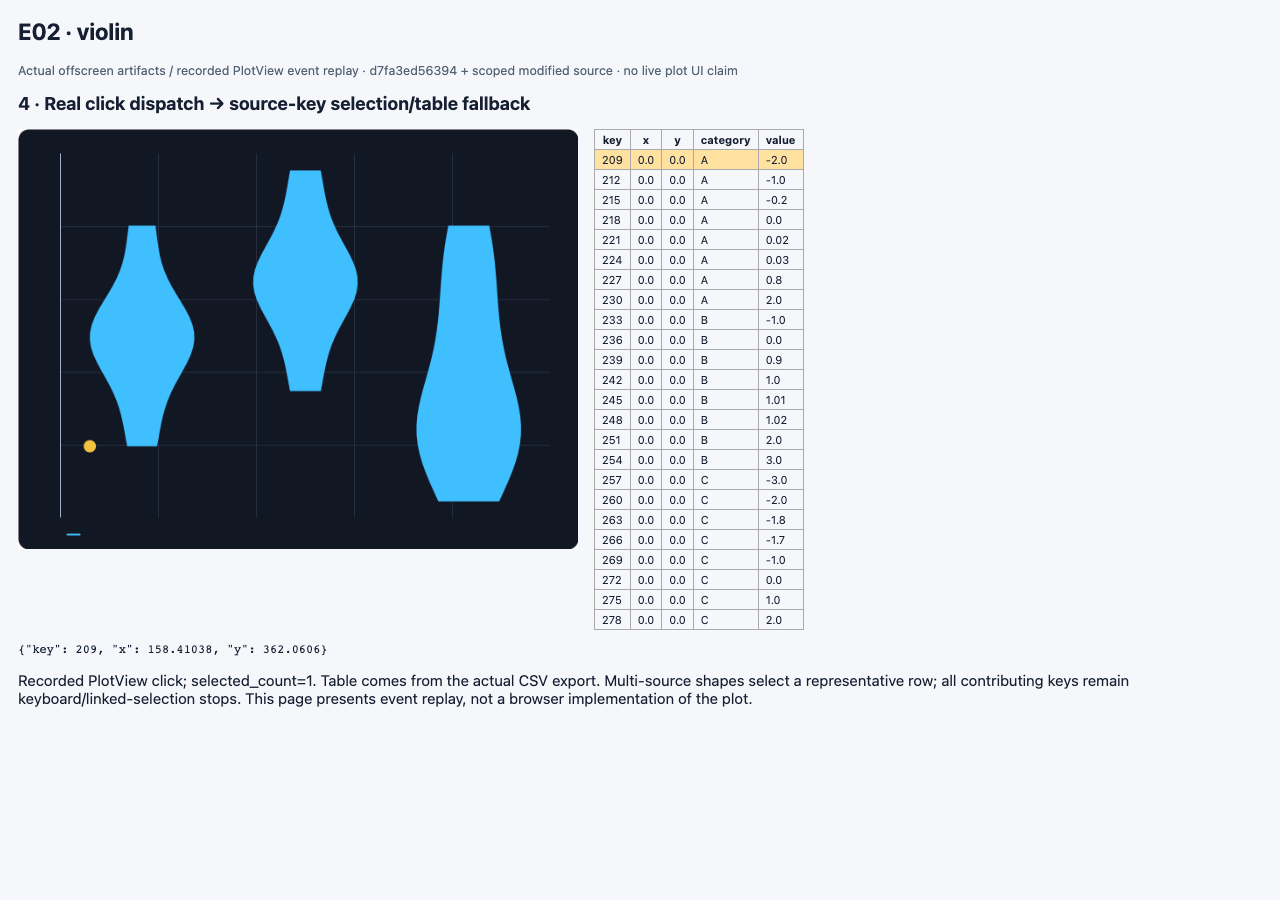 E02 · violin
Actual offscreen artifacts / recorded PlotView event replay · d7fa3ed56394 + scoped modified source · no live plot UI claim
4 · Real click dispatch → source-key selection/table fallback
key x y category value
209 0.0 0.0 A -2.0
212 0.0 0.0 A -1.0
215 0.0 0.0 A -0.2
218 0.0 0.0 A 0.0
221 0.0 0.0 A 0.02
224 0.0 0.0 A 0.03
227 0.0 0.0 A 0.8
230 0.0 0.0 A 2.0
233 0.0 0.0 B -1.0
236 0.0 0.0 B 0.0
239 0.0 0.0 B 0.9
242 0.0 0.0 B 1.0
245 0.0 0.0 B 1.01
248 0.0 0.0 B 1.02
251 0.0 0.0 B 2.0
254 0.0 0.0 B 3.0
257 0.0 0.0 C -3.0
260 0.0 0.0 C -2.0
263 0.0 0.0 C -1.8
266 0.0 0.0 C -1.7
269 0.0 0.0 C -1.0
272 0.0 0.0 C 0.0
275 0.0 0.0 C 1.0
278 0.0 0.0 C 2.0
{"key": 209, "x": 158.41038, "y": 362.0606}
Recorded PlotView click; selected_count=1. Table comes from the actual CSV export. Multi-source shapes select a representative row; all contributing keys remain
keyboard/linked-selection stops. This page presents event replay, not a browser implementation of the plot.